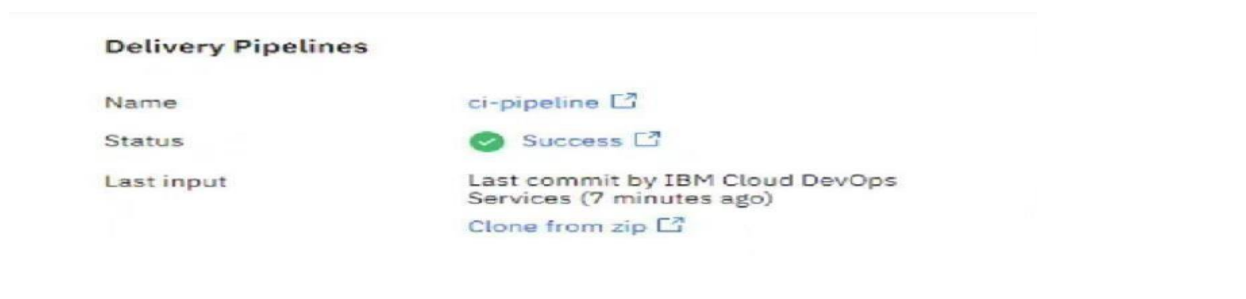 Delivery Pipelines
Name ci-pipeline
Status Success
Last input Last commit by IBM Cloud DevOps
Services (7 minutes ago)
Clone from zip